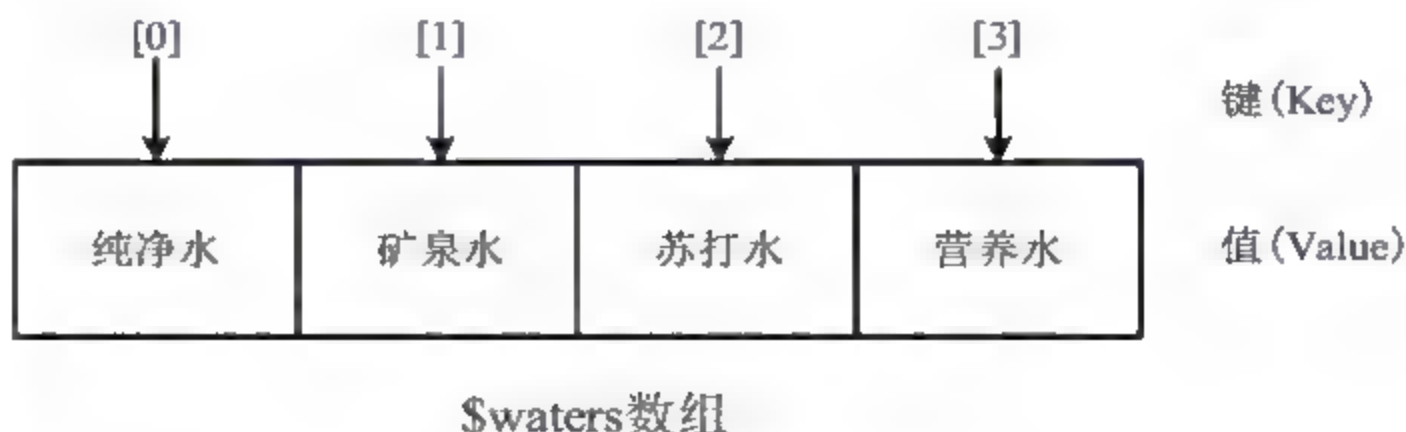 [0] [1] [2] [3]
键(Key)
纯净水 矿泉水 苏打水 营养水 值(Value)
$waters数组